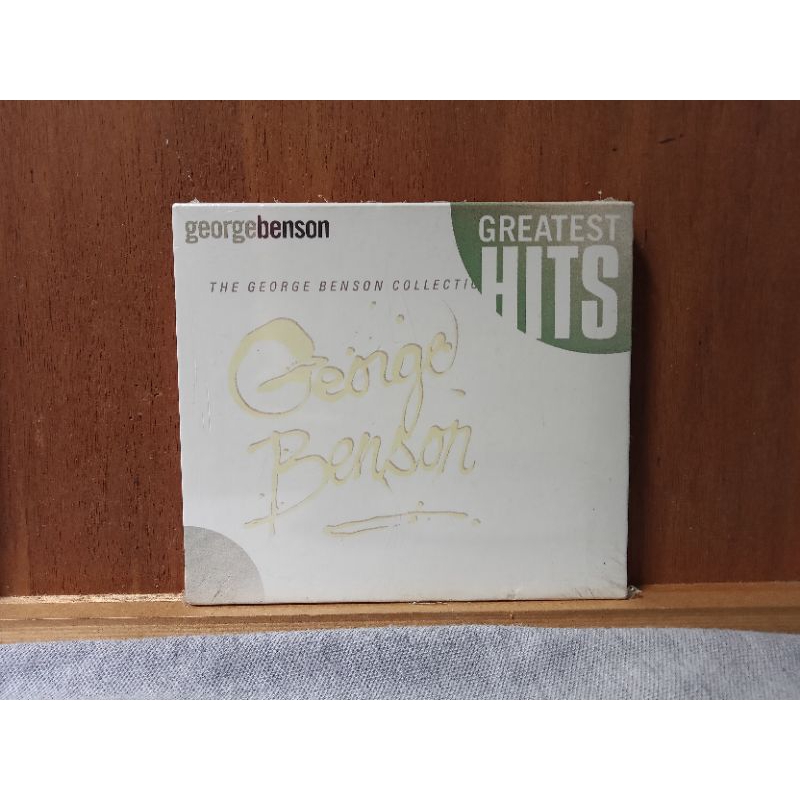 georgebenson
GREATEST
HITS
THE GEORGE BENSON COLLECTIO
George
Benson